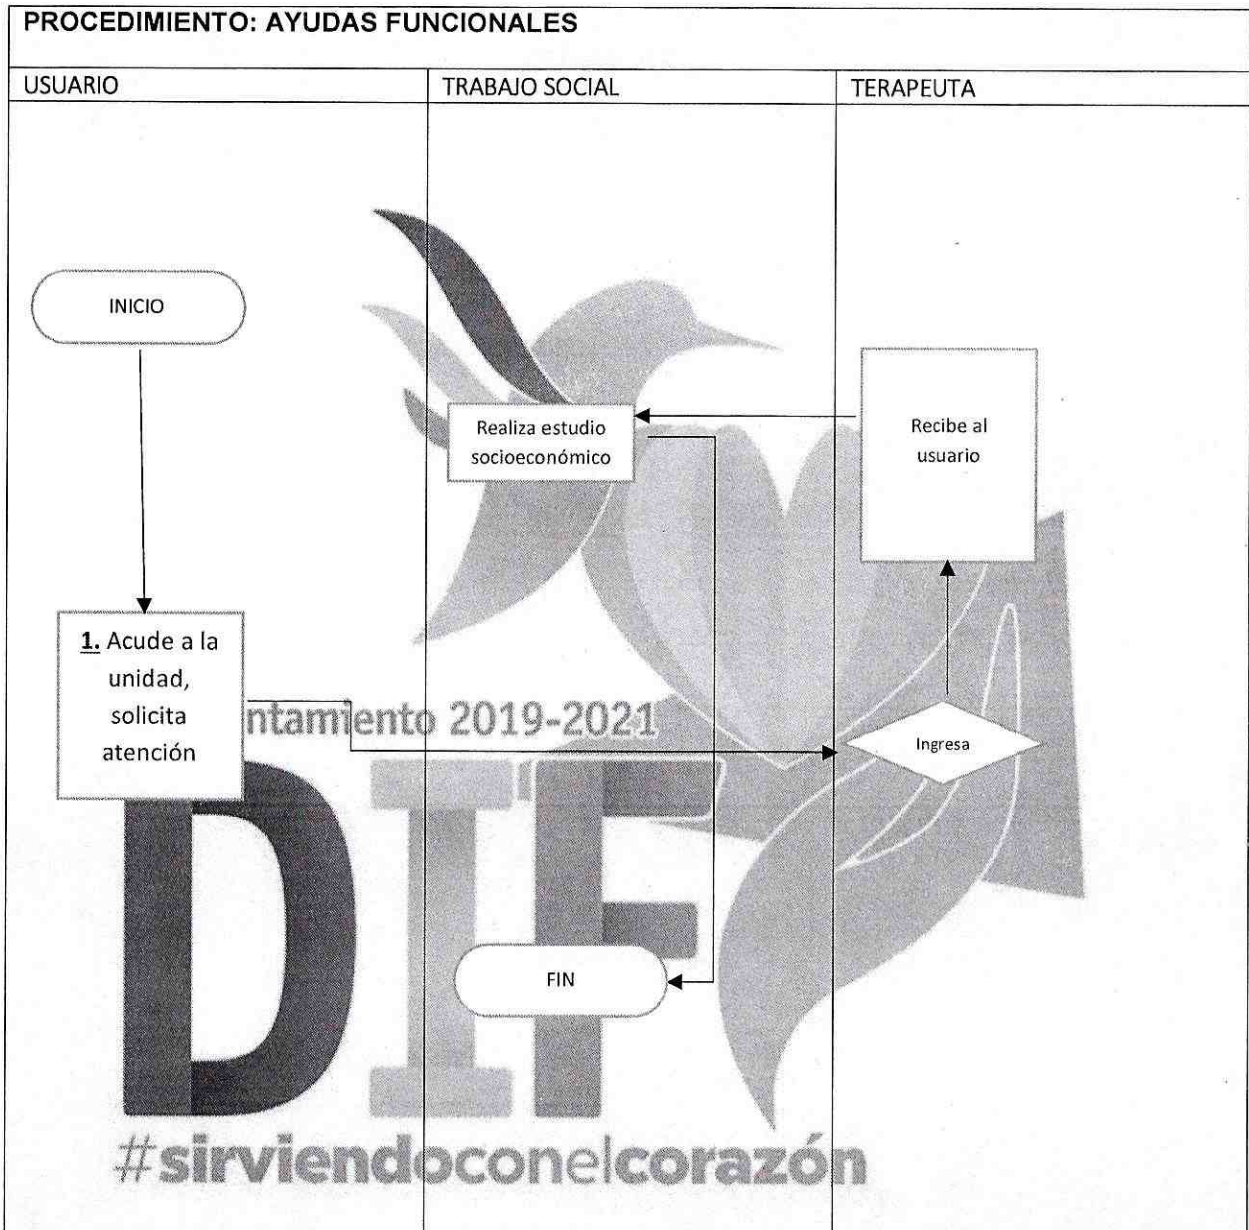 PROCEDIMIENTO: AYUDAS FUNCIONALES
USUARIO
TRABAJO SOCIAL
TERAPEUTA
INICIO
Realiza estudio
socioeconómico
Recibe al
usuario
1. Acude a la
unidad,
solicita
atención
ntamiento 2019-2021
Ingresa
DIF
FIN
#sirviendoconelcorazón